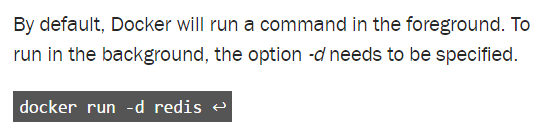 By default, Docker will run a command in the foreground. To
run in the background, the option -d needs to be specified.
docker run -d redis ↩